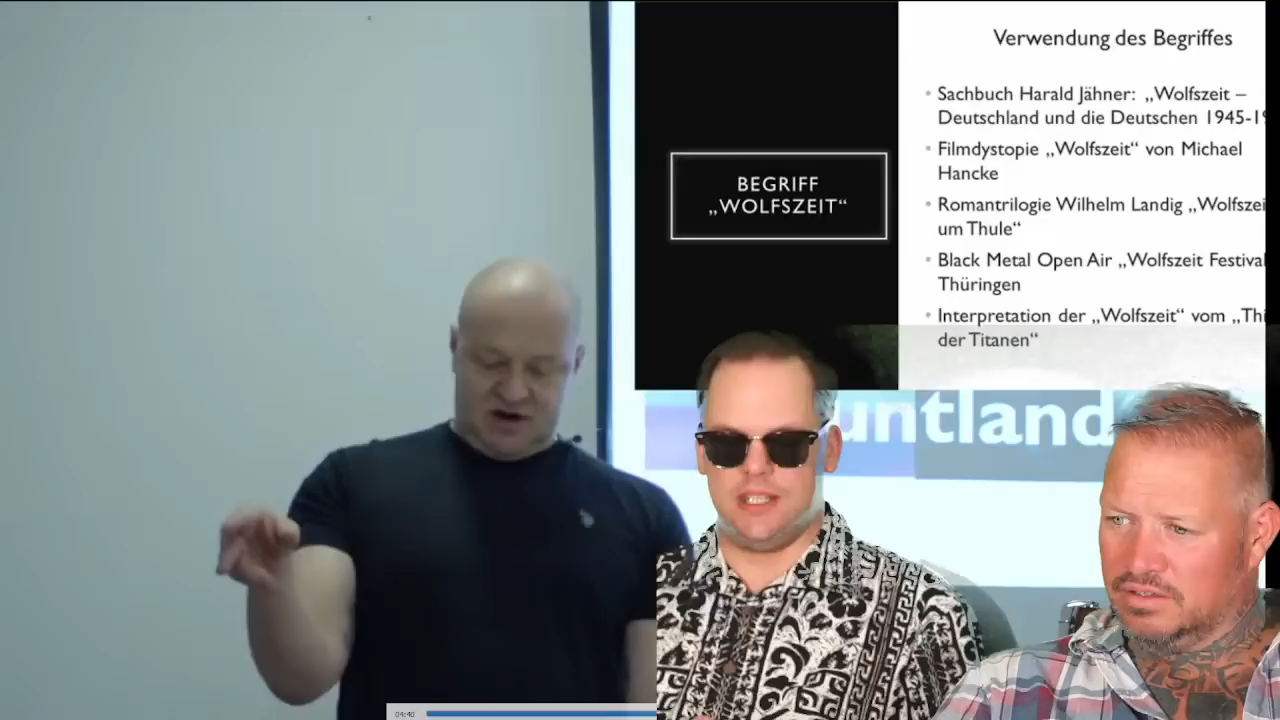 Verwendung des Begriffes
BEGRIFF
„WOLFSZEIT“
• Sachbuch Harald Jähner: „Wolfszeit –
Deutschland und die Deutschen 1945-19
• Filmdystopie „Wolfszeit“ von Michael
Hancke
• Romantrilogie Wilhelm Landig „Wolfszei
um Thule“
• Black Metal Open Air „Wolfszeit Festival
Thüringen
• Interpretation der „Wolfszeit“ vom „Thi
der Titanen“
untland
04:40